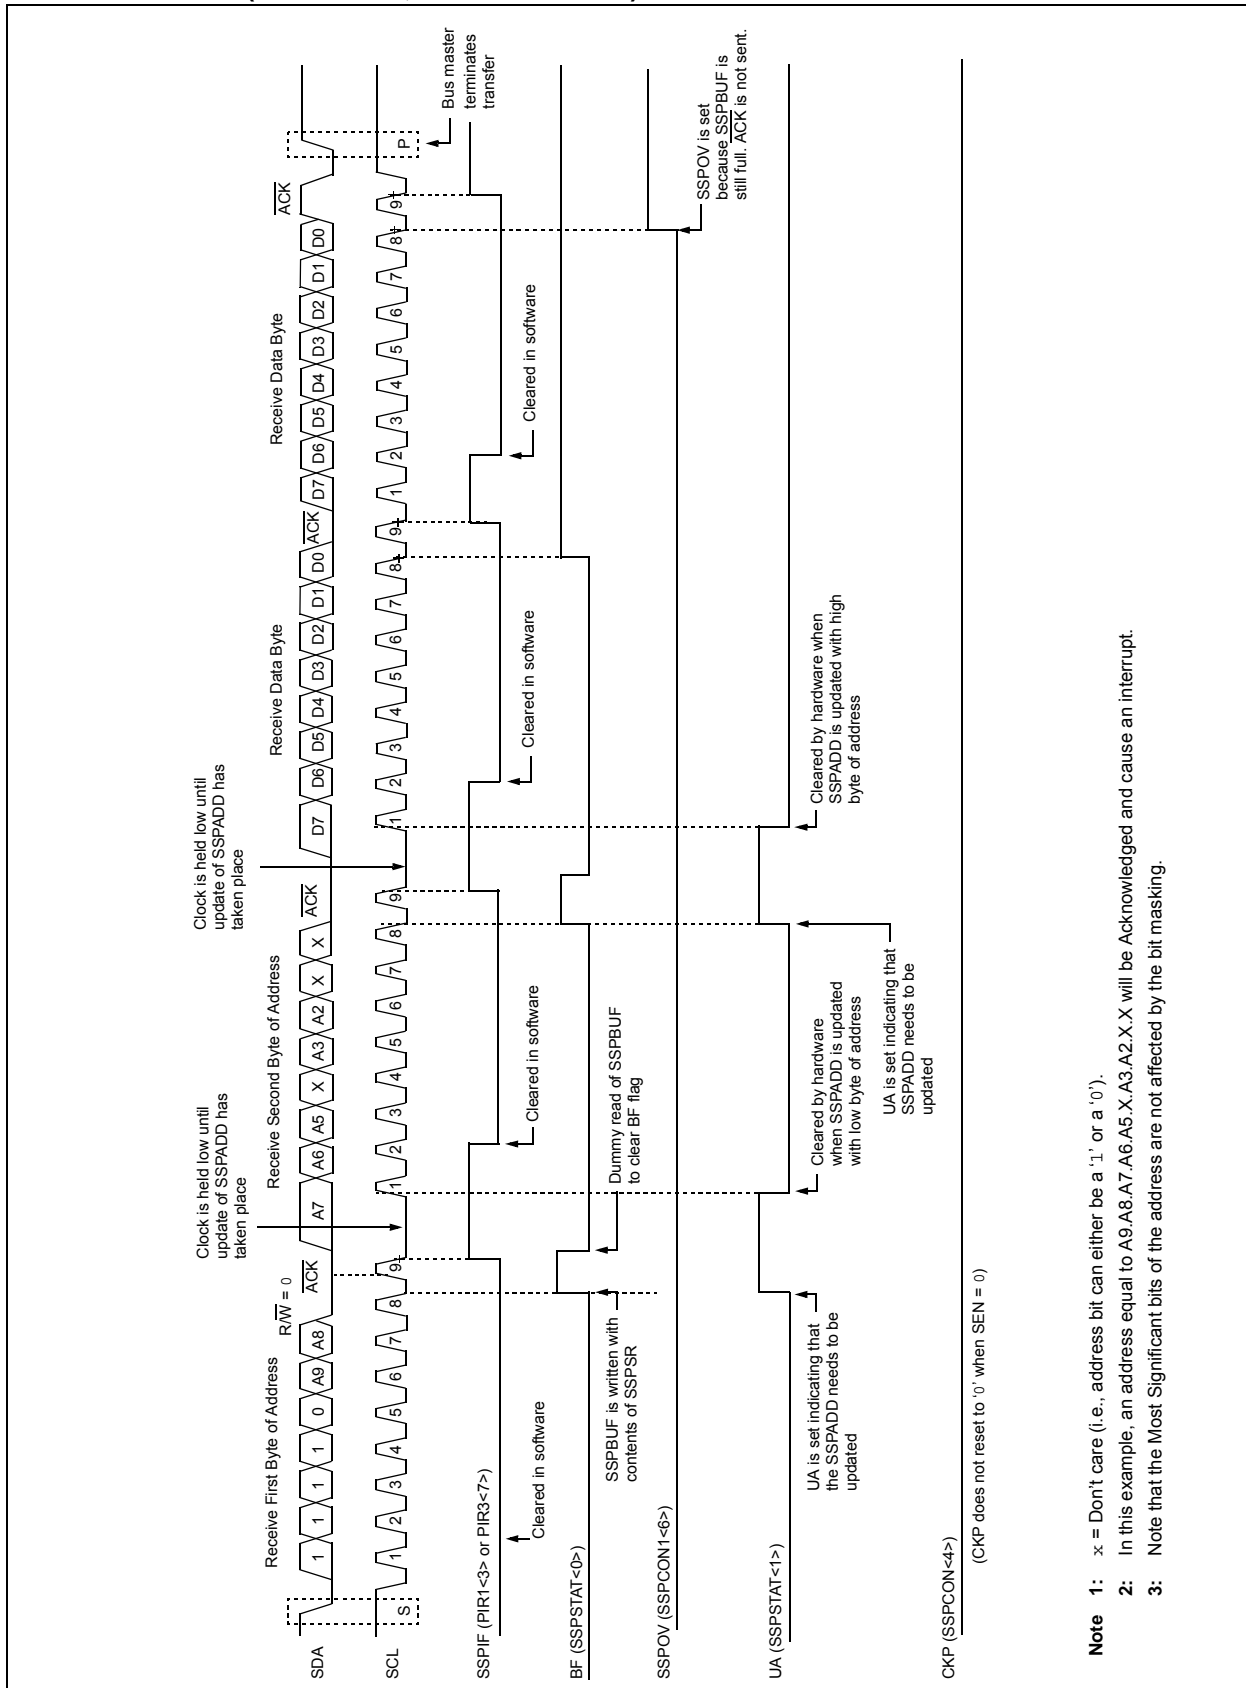 Receive First Byte of Address
R/W = 0
ACK
Clock is held low until
update of SSPADD has
taken place
Receive Second Byte of Address
ACK
Clock is held low until
update of SSPADD has
taken place
Receive Data Byte
ACK
Receive Data Byte
ACK
SDA
1 1 1 1 0 A9 A8
A7 A6 A5 X A3 A2 X X
D7 D6 D5 D4 D3 D2 D1 D0
D7 D6 D5 D4 D3 D2 D1 D0
SCL
S
1 2 3 4 5 6 7 8 9
1 2 3 4 5 6 7 8 9
1 2 3 4 5 6 7 8 9
1 2 3 4 5 6 7 8 9
P
Bus master
terminates
transfer
SSPIF (PIR1<3> or PIR3<7>)
Cleared in software
Cleared in software
Cleared in software
Cleared in software
BF (SSPSTAT<0>)
SSPBUF is written with
contents of SSPSR
Dummy read of SSPBUF
to clear BF flag
SSPOV (SSPCON1<6>)
SSPOV is set
because SSPBUF is
still full. ACK is not sent.
UA (SSPSTAT<1>)
UA is set indicating that
the SSPADD needs to be
updated
Cleared by hardware
when SSPADD is updated
with low byte of address
UA is set indicating that
SSPADD needs to be
updated
Cleared by hardware when
SSPADD is updated with high
byte of address
CKP (SSPCON<4>)
(CKP does not reset to ‘0’ when SEN = 0)
Note 1: x = Don’t care (i.e., address bit can either be a ‘1’ or a ‘0’).
2: In this example, an address equal to A9.A8.A7.A6.A5.X.A3.A2.X.X will be Acknowledged and cause an interrupt.
3: Note that the Most Significant bits of the address are not affected by the bit masking.